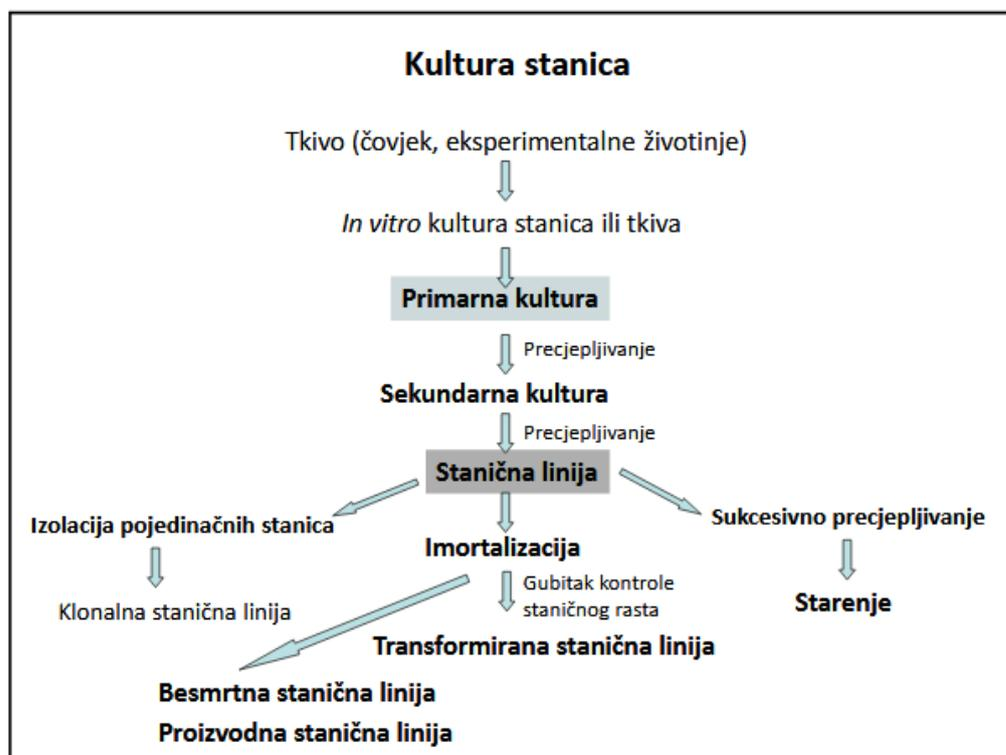 Kultura stanica
Tkivo (čovjek, eksperimentalne životinje)
In vitro kultura stanica ili tkiva
Primarna kultura
Precjepljivanje
Sekundarna kultura
Precjepljivanje
Stanična linija
Izolacija pojedinačnih stanica
Klonalna stanična linija
Imortalizacija
Gubitak kontrole
staničnog rasta
Transformirana stanična linija
Besmrtna stanična linija
Proizvodna stanična linija
Sukcesivno precjepljivanje
Starenje